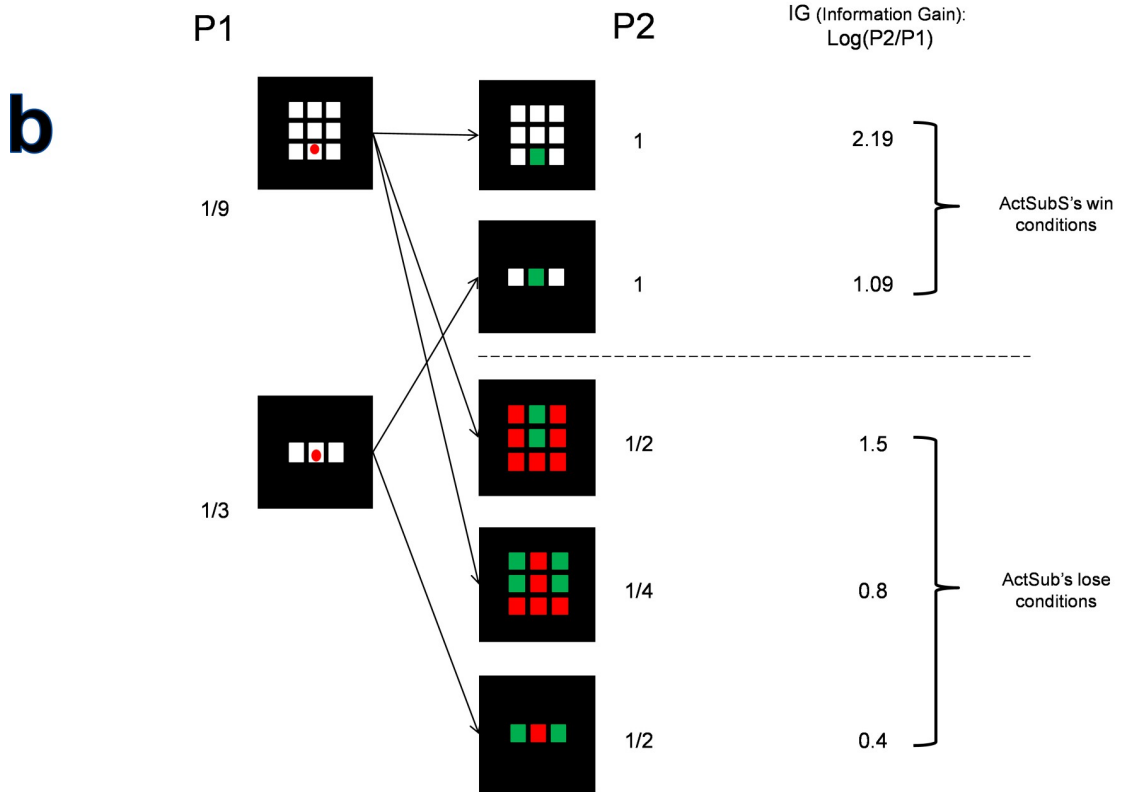 b
P1
P2
IG (Information Gain):
Log(P2/P1)
1/9
1
2.19
1
1.09
ActSubS's win
conditions
1/3
1/2
1.5
1/4
0.8
1/2
0.4
ActSub's lose
conditions